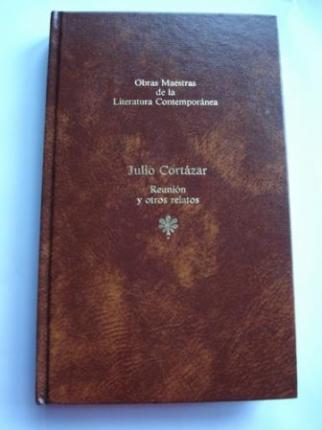 Obras Maestras
de la
Literatura Contemporánea
Julio Cortázar
Reunión
y otros relatos